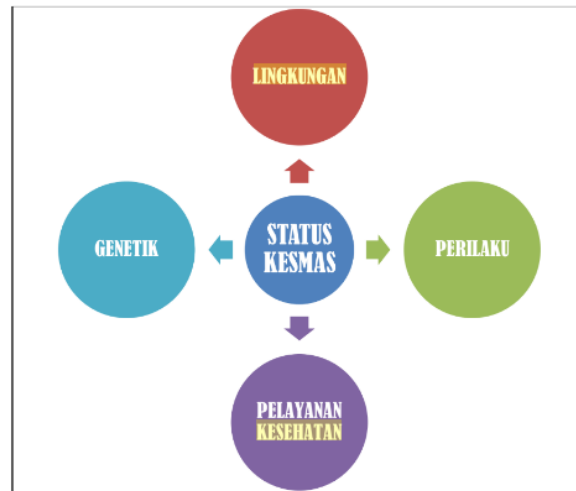 LINGKUNGAN
GENETIK
STATUS
KESMAS
PERILAKU
PELAYANAN
KESEHATAN